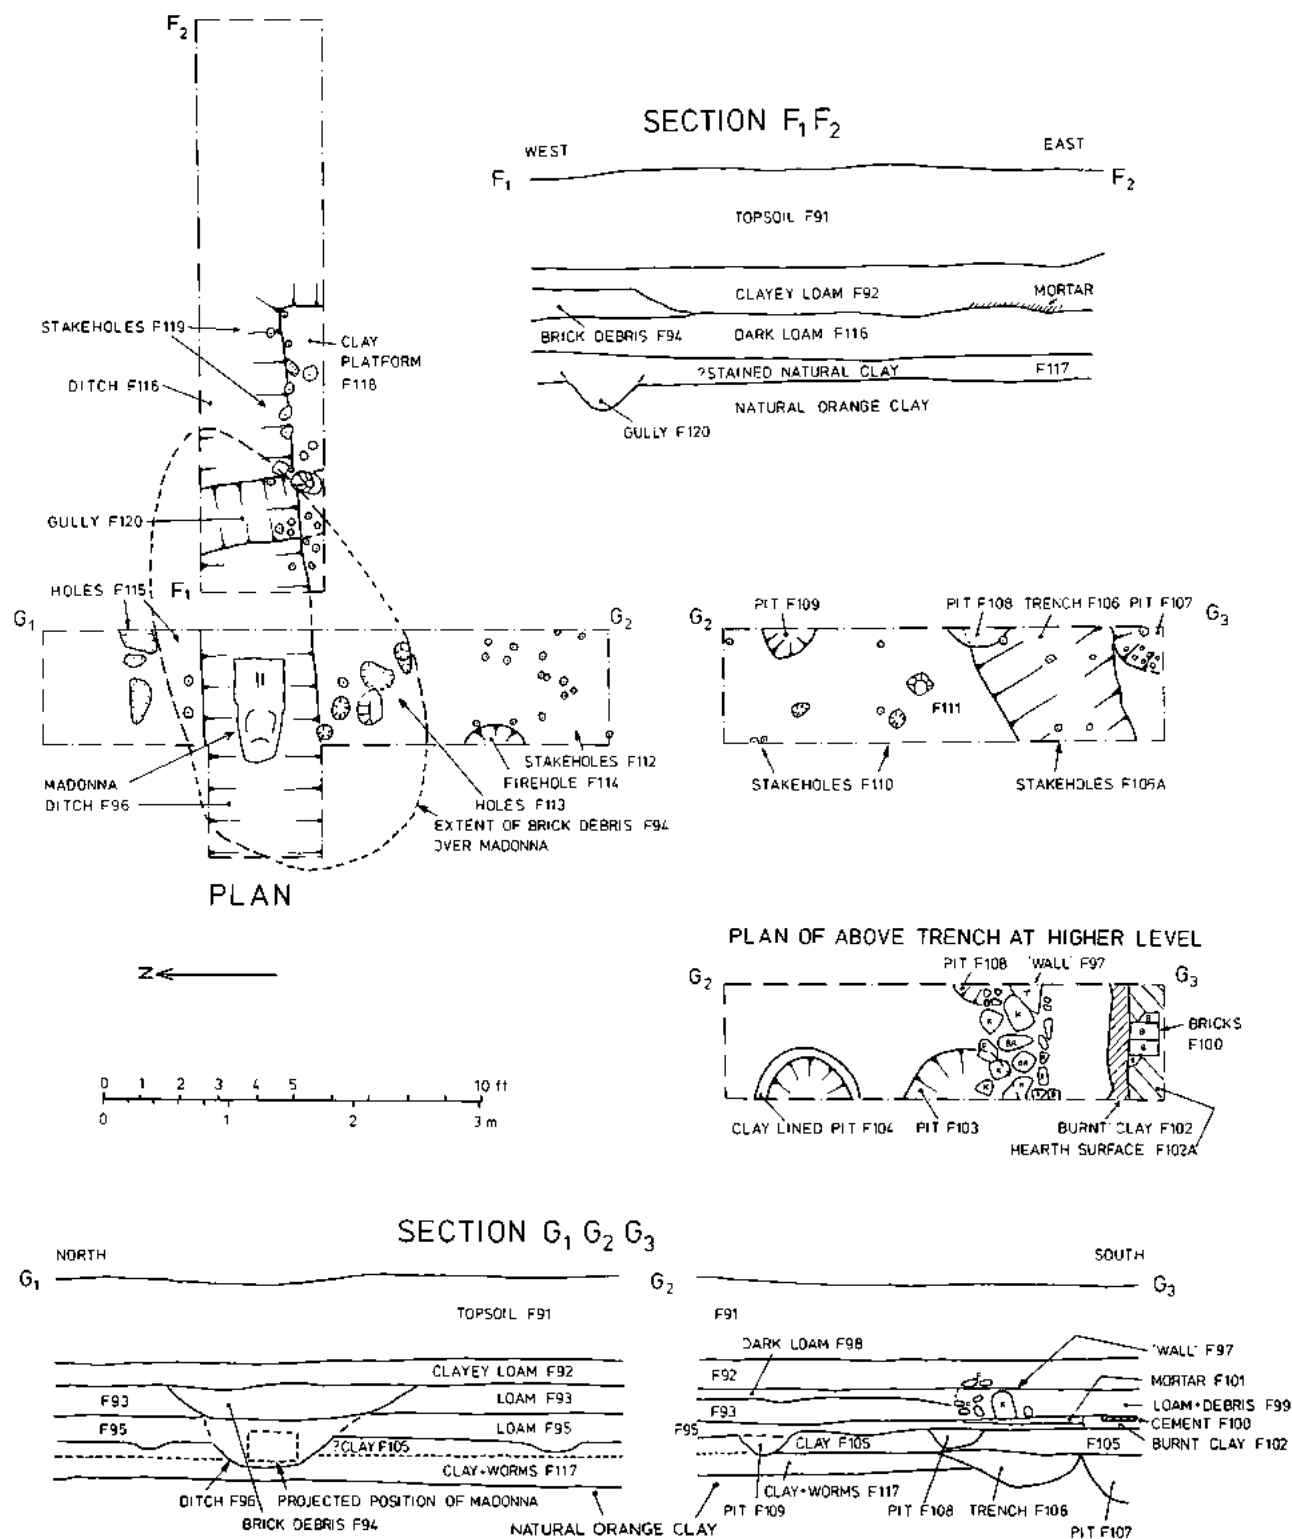 F2
SECTION F1 F2
WEST
EAST
F1
F2
TOPSOIL F91
CLAYEY LOAM F92
MORTAR
BRICK DEBRIS F94
DARK LOAM F116
?STAINED NATURAL CLAY
F117
NATURAL ORANGE CLAY
GULLY F120
STAKEHOLES F119
CLAY
PLATFORM
F118
DITCH F116
GULLY F120
HOLES F115
F1
G1
G2
MADONNA
DITCH F96
STAKEHOLES F112
FIREHOLE F114
HOLES F113
EXTENT OF BRICK DEBRIS F94
OVER MADONNA
PLAN
G2
PIT F109
PIT F108
TRENCH F106
PIT F107
G3
F111
STAKEHOLES F110
STAKEHOLES F106A
N
0 1 2 3 4 5 10 ft
0 1 2 3 m
PLAN OF ABOVE TRENCH AT HIGHER LEVEL
G2
PIT F108
'WALL' F97
G3
BRICKS
F100
CLAY LINED PIT F104
PIT F103
BURNT CLAY F102
HEARTH SURFACE F102A
SECTION G1 G2 G3
NORTH
SOUTH
G1
G2
G3
TOPSOIL F91
F91
CLAYEY LOAM F92
F93
LOAM F93
F95
LOAM F95
?CLAY F105
CLAY+WORMS F117
DITCH F96
PROJECTED POSITION OF MADONNA
BRICK DEBRIS F94
NATURAL ORANGE CLAY
DARK LOAM F98
'WALL' F97
F92
MORTAR F101
F93
LOAM+DEBRIS F99
CEMENT F100
F95
CLAY F105
F105
BURNT CLAY F102
CLAY+WORMS F117
PIT F109
PIT F108
TRENCH F106
PIT F107